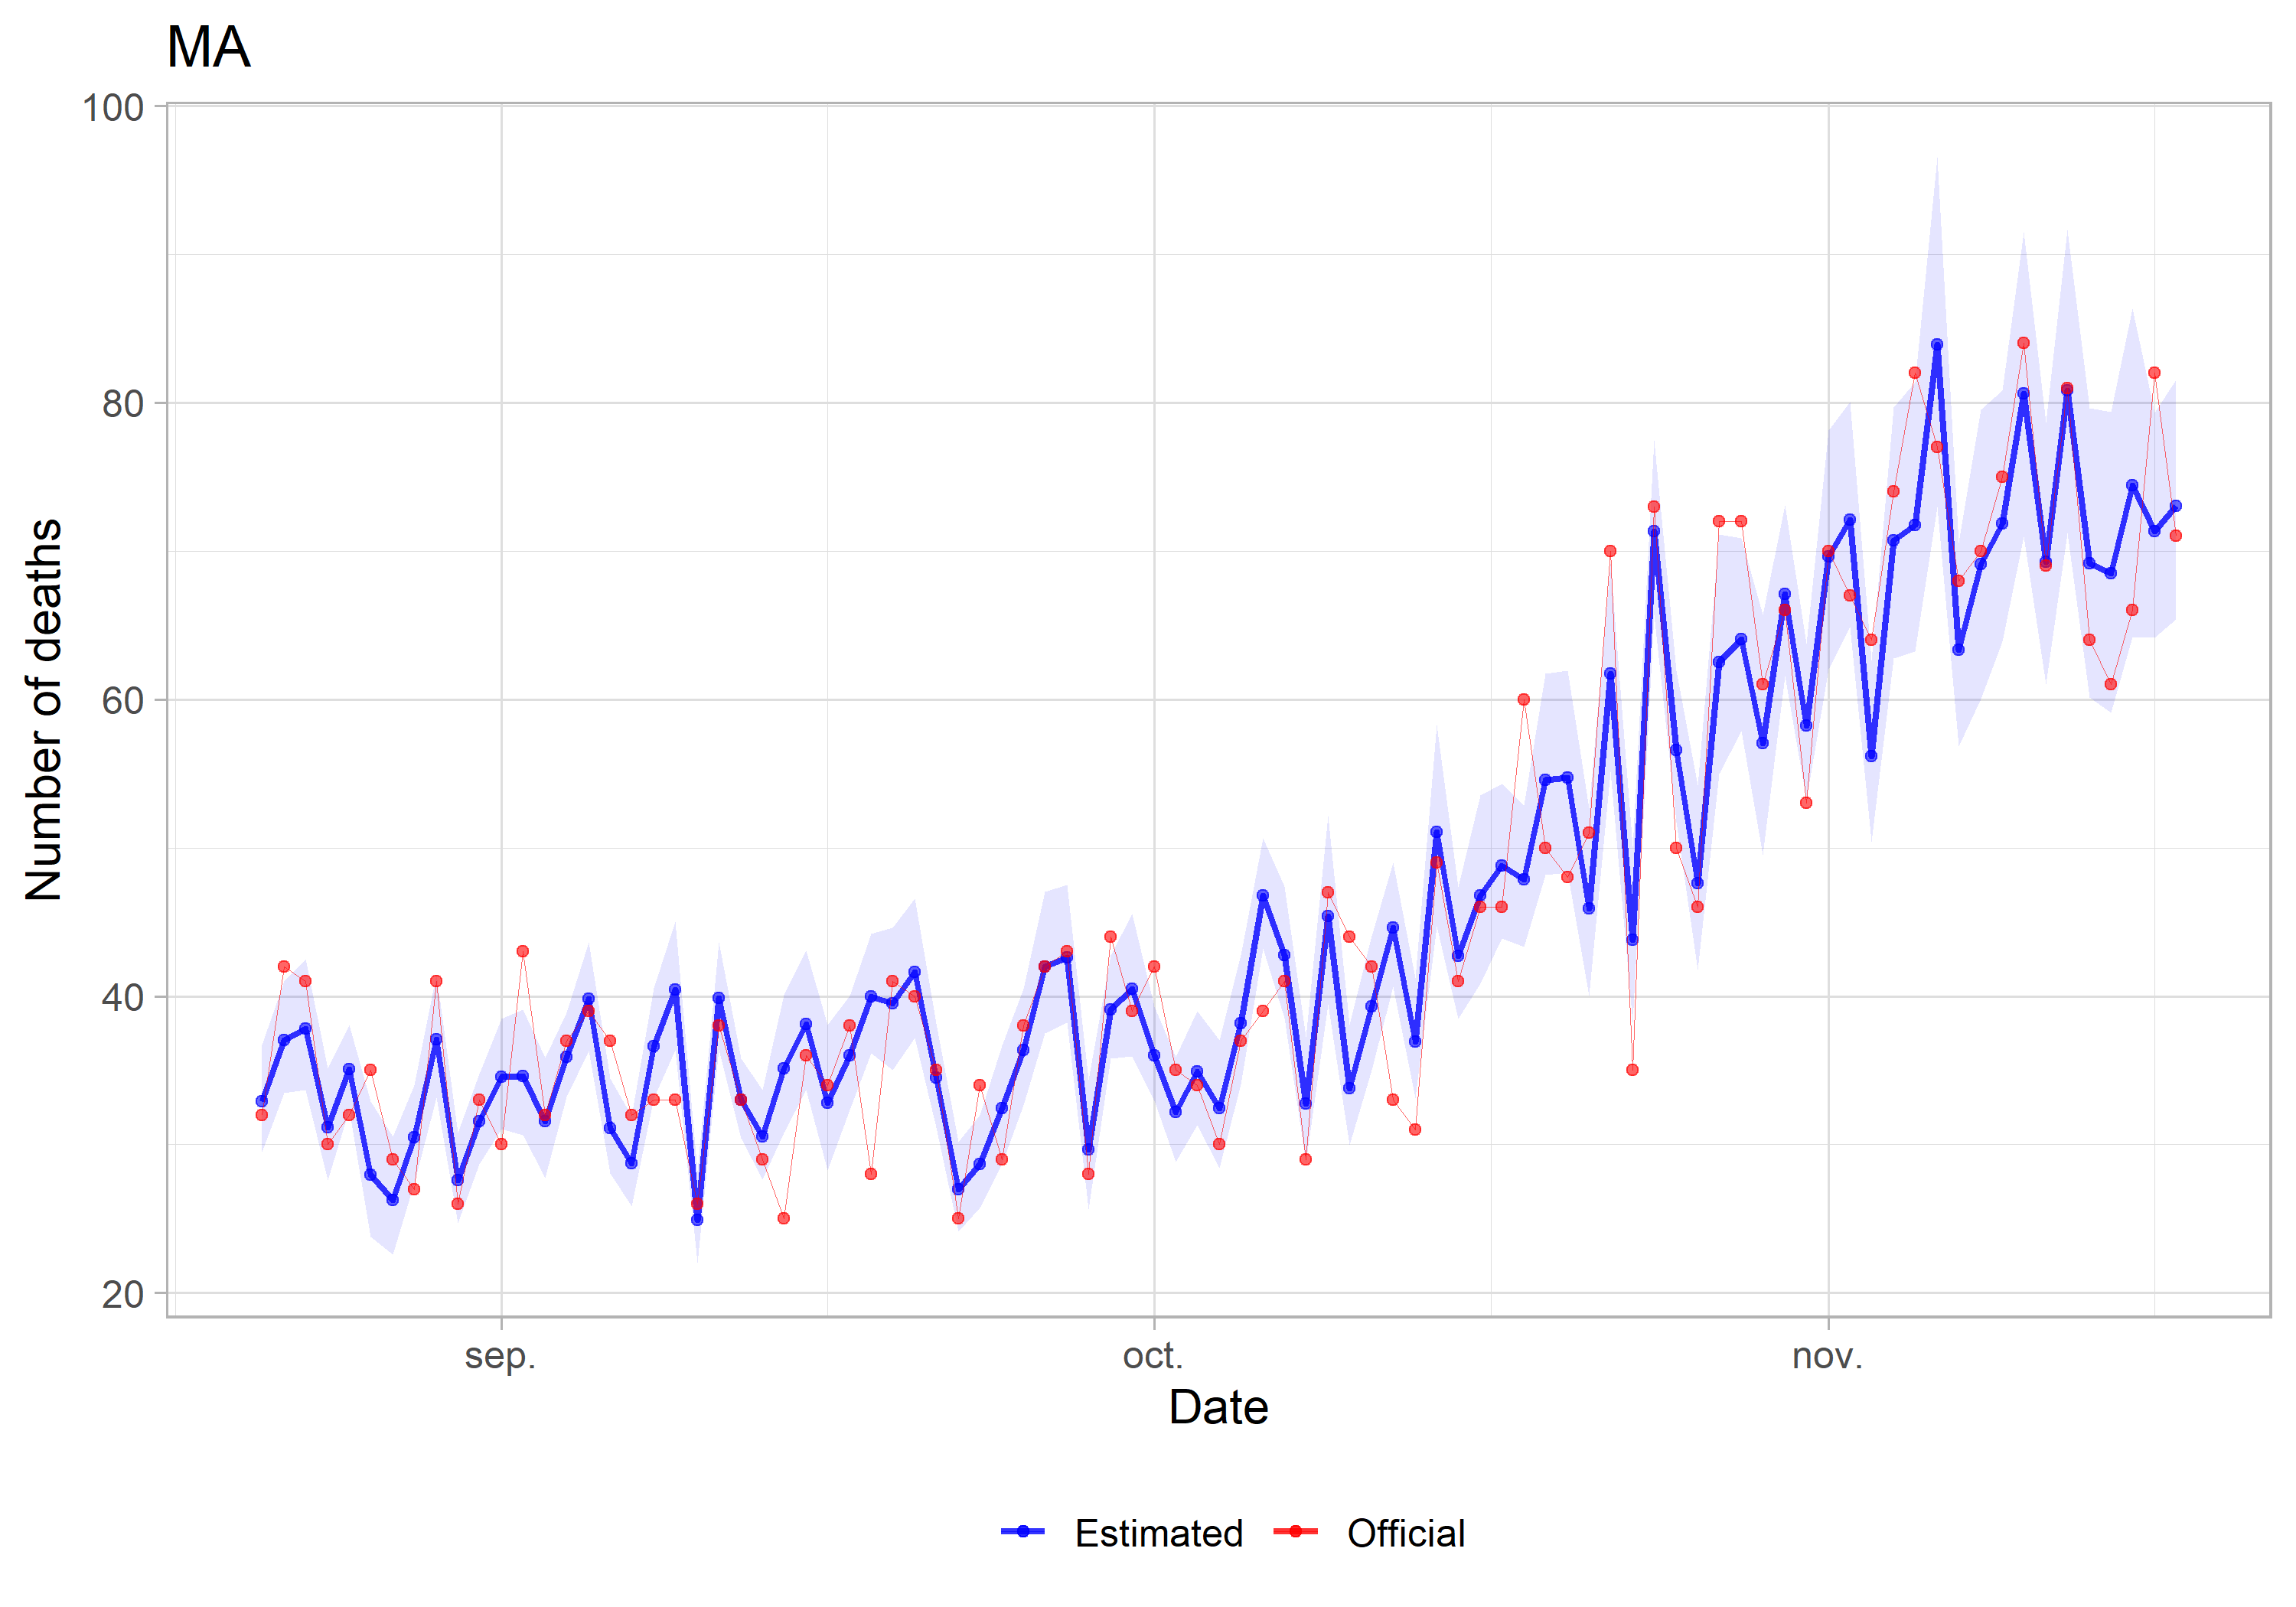 MA
100
80
60
40
20
Number of deaths
sep. oct. nov.
Date
Estimated Official